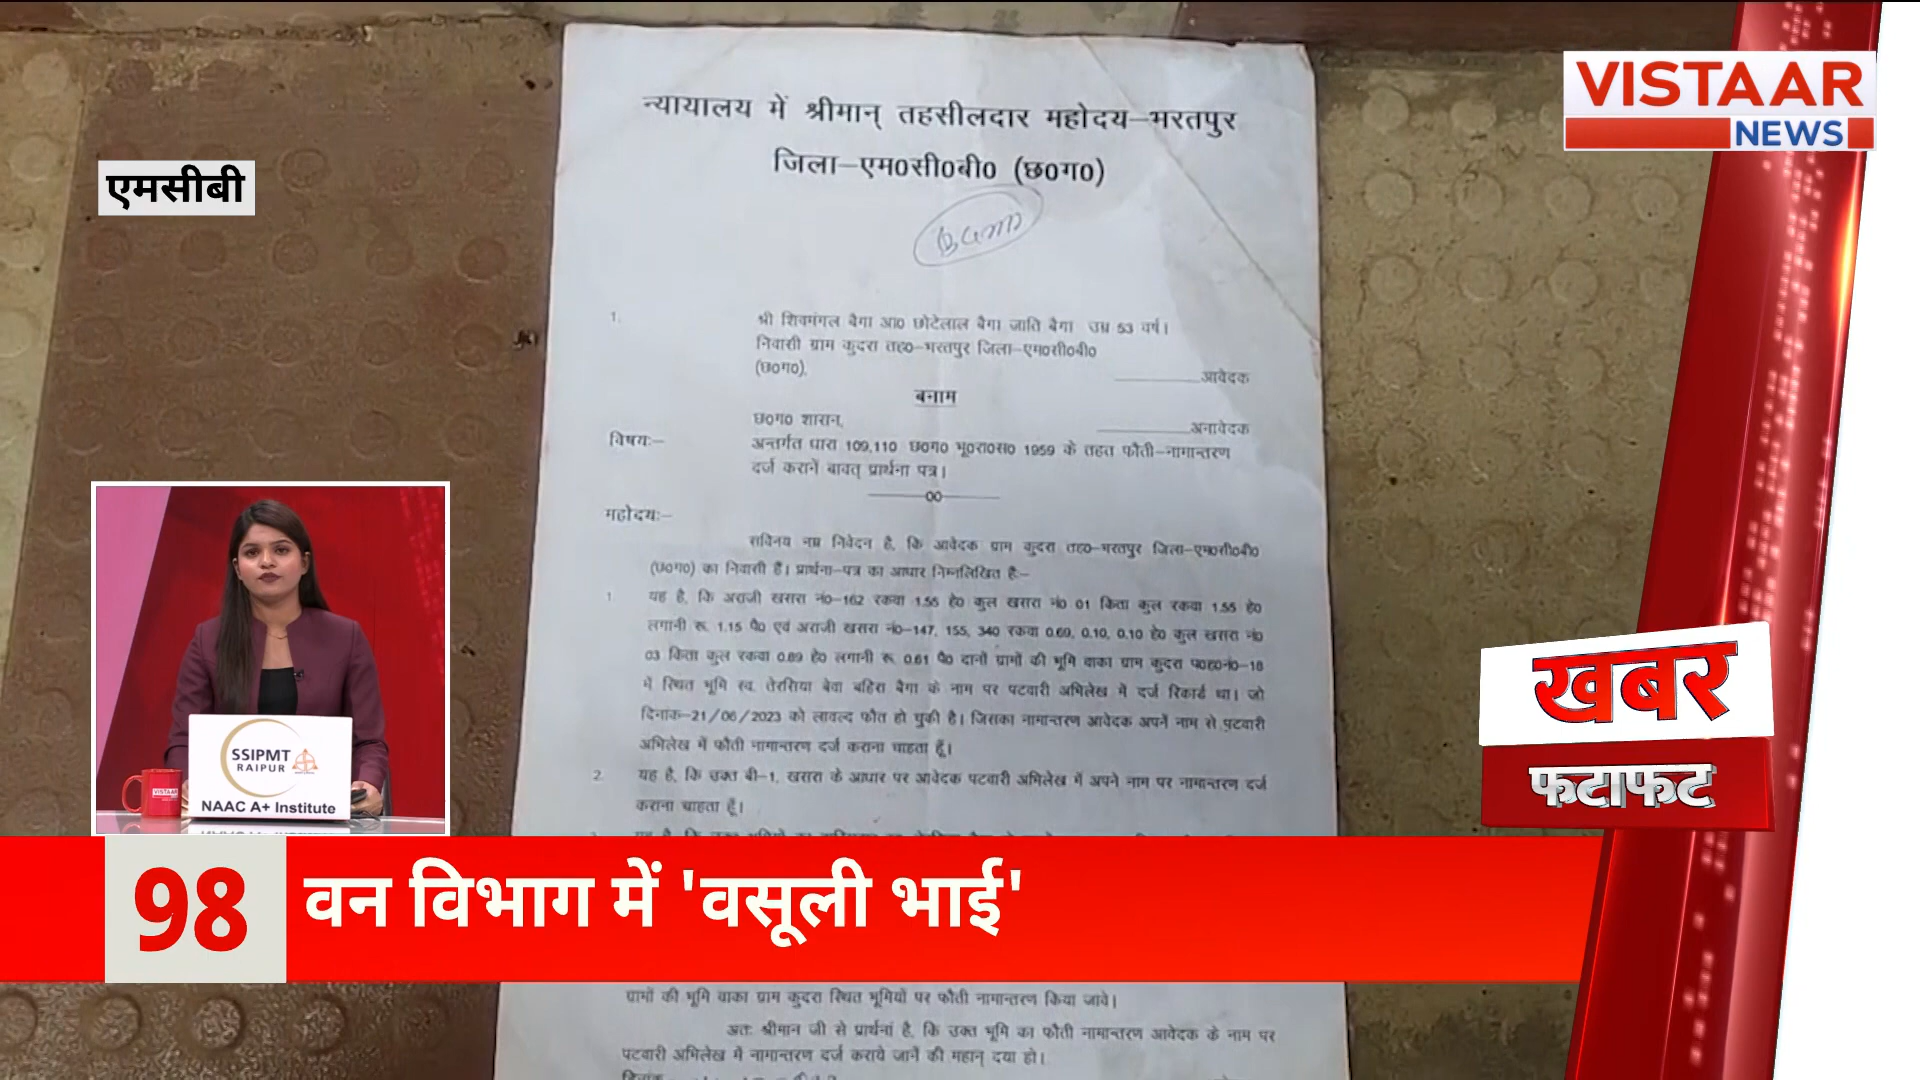 VISTAAR
NEWS
एमसीबी
न्यायालय में श्रीमान् तहसीलदार महोदय–भरतपुर
जिला–एम0सी0बी0 (छ0ग0)
1. श्री शिवमंगल बैगा आ0 छोटेलाल बैगा जाति बैगा उम्र 53 वर्ष।
निवासी ग्राम कुदरा तह0–भरतपुर जिला–एम0सी0बी0
(छ0ग0),
आवेदक
बनाम
छ0ग0 शासन,
अनावेदक
विषयः– अन्तर्गत धारा 109,110 छ0ग0 भू0रा0स0 1959 के तहत फौती–नामान्तरण
दर्ज करानें बावत् प्रार्थना पत्र।
00
महोदयः–
सविनय नम्र निवेदन है, कि आवेदक ग्राम कुदरा तह0–भरतपुर जिला–एम0सी0बी0
(छ0ग0) का निवासी हैं। प्रार्थना–पत्र का आधार निम्नलिखित हैः–
1. यह है, कि अराजी खसरा नं0–162 रकवा 1.55 हे0 कुल खसरा नं0 01 किता कुल रकवा 1.55 हे0
लगानी रू. 1.15 पै0 एवं अराजी खसरा नं0–147, 155, 340 रकवा 0.69, 0.10, 0.10 हे0 कुल खसरा नं0
03 किता कुल रकवा 0.89 हे0 लगानी रू. 0.61 पै0 दानों ग्रामों की भूमि वाका ग्राम कुदरा प0ह0नं0–18
में स्थित भूमि स्व. तेरसिया बेवा बहिरा बैगा के नाम पर पटवारी अभिलेख में दर्ज रिकार्ड था। जो
दिनांक–21/06/2023 को लावल्द फौत हो चुकी है। जिसका नामान्तरण आवेदक अपनें नाम से पटवारी
अभिलेख में फौती नामान्तरण दर्ज कराना चाहता हूँ।
2. यह है, कि उक्त बी–1, खसरा के आधार पर आवेदक पटवारी अभिलेख में अपने नाम पर नामान्तरण दर्ज
कराना चाहता हूँ।
SSIPMT
RAIPUR
NAAC A+ Institute
VISTAAR
खबर
फटाफट
98 वन विभाग में 'वसूली भाई'
ग्रामों की भूमि वाका ग्राम कुदरा स्थित भूमियों पर फौती नामान्तरण किया जावे।
अतः श्रीमान जी से प्रार्थना है, कि उक्त भूमि का फौती नामान्तरण आवेदक के नाम पर
पटवारी अभिलेख में नामान्तरण दर्ज कराये जानें की महान् दया हो।